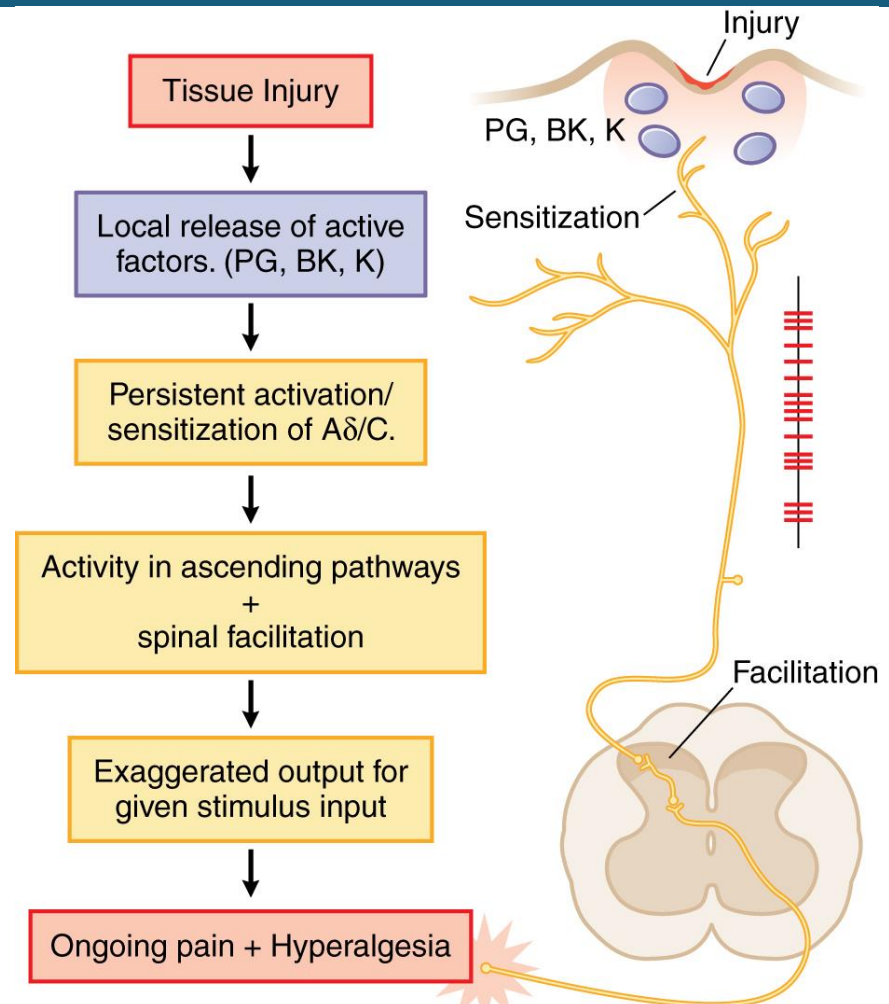 Tissue Injury
Local release of active
factors. (PG, BK, K)
Persistent activation/
sensitization of Aδ/C.
Activity in ascending pathways
+
spinal facilitation
Exaggerated output for
given stimulus input
Ongoing pain + Hyperalgesia
Injury
PG, BK, K
Sensitization
Facilitation